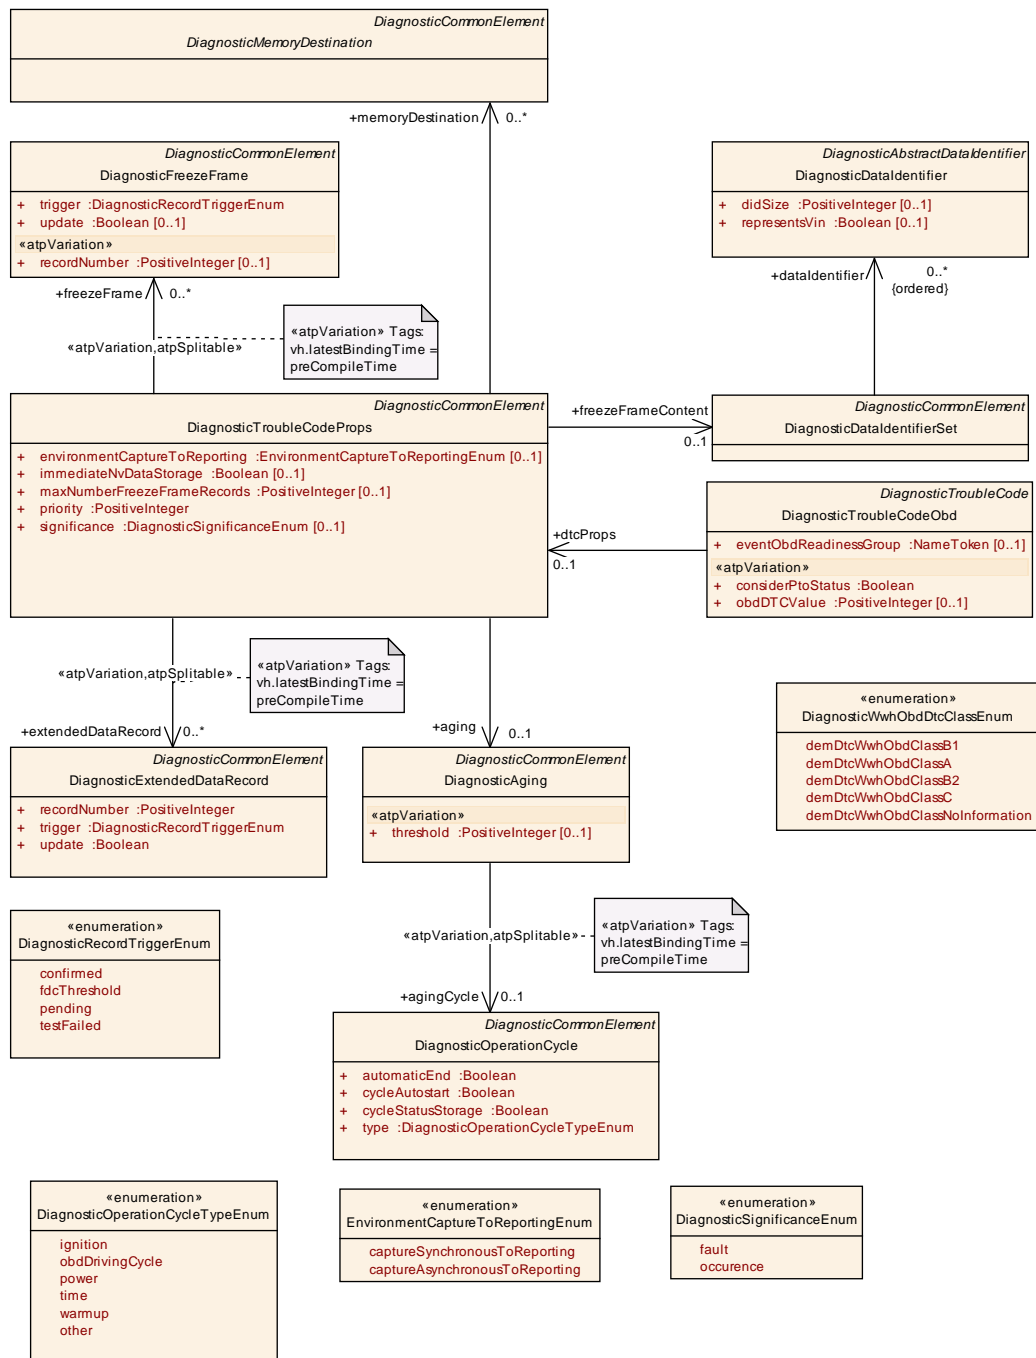 DiagnosticCommonElement
DiagnosticMemoryDestination
+memoryDestination 0..*
DiagnosticCommonElement
DiagnosticFreezeFrame
+ trigger :DiagnosticRecordTriggerEnum
+ update :Boolean [0..1]
«atpVariation»
+ recordNumber :PositiveInteger [0..1]
DiagnosticAbstractDataIdentifier
DiagnosticDataIdentifier
+ didSize :PositiveInteger [0..1]
+ representsVin :Boolean [0..1]
+freezeFrame 0..*
+dataIdentifier 0..*
{ordered}
«atpVariation,atpSplitable»
«atpVariation» Tags:
vh.latestBindingTime =
preCompileTime
DiagnosticCommonElement
DiagnosticTroubleCodeProps
+ environmentCaptureToReporting :EnvironmentCaptureToReportingEnum [0..1]
+ immediateNvDataStorage :Boolean [0..1]
+ maxNumberFreezeFrameRecords :PositiveInteger [0..1]
+ priority :PositiveInteger
+ significance :DiagnosticSignificanceEnum [0..1]
+freezeFrameContent
0..1
DiagnosticCommonElement
DiagnosticDataIdentifierSet
+dtcProps
0..1
DiagnosticTroubleCode
DiagnosticTroubleCodeObd
+ eventObdReadinessGroup :NameToken [0..1]
«atpVariation»
+ considerPtoStatus :Boolean
+ obdDTCValue :PositiveInteger [0..1]
«atpVariation,atpSplitable»
«atpVariation» Tags:
vh.latestBindingTime =
preCompileTime
+extendedDataRecord 0..*
+aging 0..1
«enumeration»
DiagnosticWwhObdDtcClassEnum
demDtcWwhObdClassB1
demDtcWwhObdClassA
demDtcWwhObdClassB2
demDtcWwhObdClassC
demDtcWwhObdClassNoInformation
DiagnosticCommonElement
DiagnosticExtendedDataRecord
+ recordNumber :PositiveInteger
+ trigger :DiagnosticRecordTriggerEnum
+ update :Boolean
DiagnosticCommonElement
DiagnosticAging
«atpVariation»
+ threshold :PositiveInteger [0..1]
«enumeration»
DiagnosticRecordTriggerEnum
confirmed
fdcThreshold
pending
testFailed
«atpVariation,atpSplitable»
«atpVariation» Tags:
vh.latestBindingTime =
preCompileTime
+agingCycle 0..1
DiagnosticCommonElement
DiagnosticOperationCycle
+ automaticEnd :Boolean
+ cycleAutostart :Boolean
+ cycleStatusStorage :Boolean
+ type :DiagnosticOperationCycleTypeEnum
«enumeration»
DiagnosticOperationCycleTypeEnum
ignition
obdDrivingCycle
power
time
warmup
other
«enumeration»
EnvironmentCaptureToReportingEnum
captureSynchronousToReporting
captureAsynchronousToReporting
«enumeration»
DiagnosticSignificanceEnum
fault
occurence